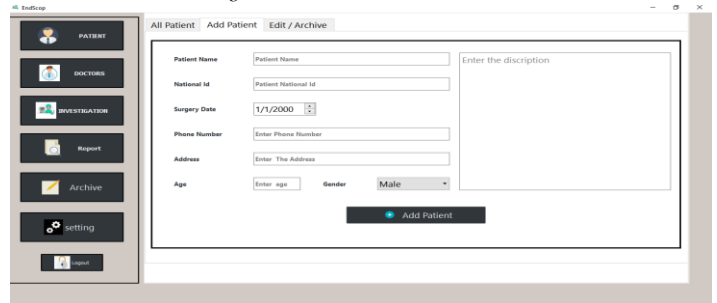 EndScop
PATIENT
DOCTORS
INVESTIGATION
Report
Archive
setting
Logout
All Patient Add Patient Edit / Archive
Patient Name Patient Name
National Id Patient National Id
Surgery Date 1/1/2000
Phone Number Enter Phone Number
Address Enter The Address
Age Enter age Gender Male
Enter the discription
Add Patient